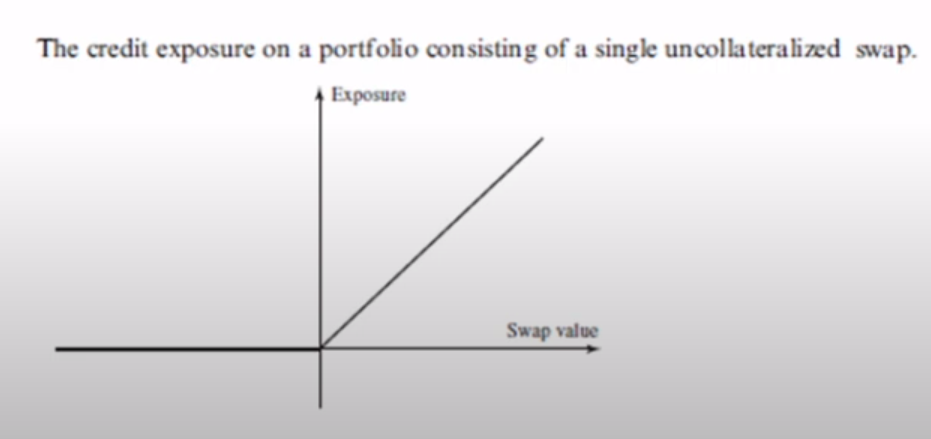 The credit exposure on a portfolio consisting of a single uncollateralized swap.
Exposure
Swap value